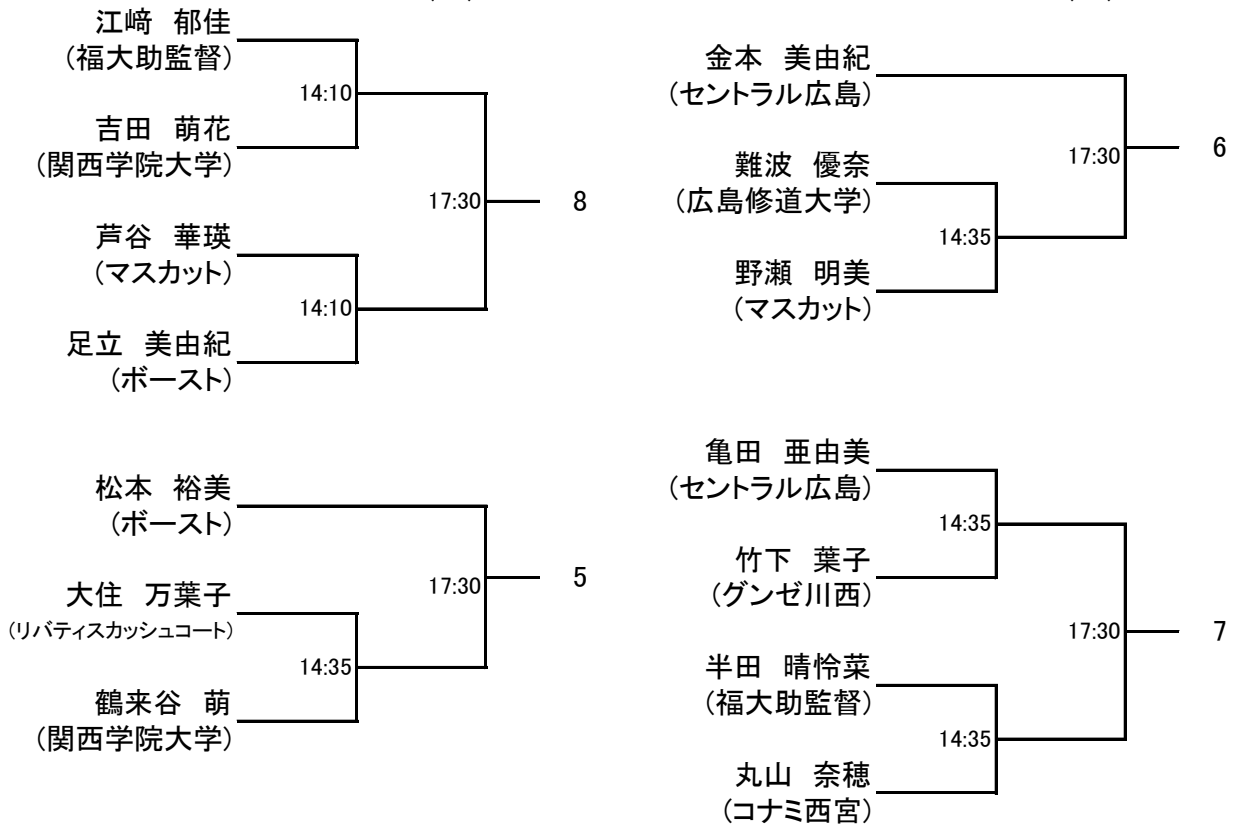 江﨑　郁佳
(福大助監督)
14:10
吉田　萌花
(関西学院大学)
17:30
8
芦谷　華瑛
(マスカット)
14:10
足立　美由紀
(ボースト)
松本　裕美
(ボースト)
17:30
5
大住　万葉子
(リバティスカッシュコート)
14:35
鶴来谷　萌
(関西学院大学)
金本　美由紀
(セントラル広島)
17:30
6
難波　優奈
(広島修道大学)
14:35
野瀬　明美
(マスカット)
亀田　亜由美
(セントラル広島)
14:35
竹下　葉子
(グンゼ川西)
17:30
7
半田　晴怜菜
(福大助監督)
14:35
丸山　奈穂
(コナミ西宮)